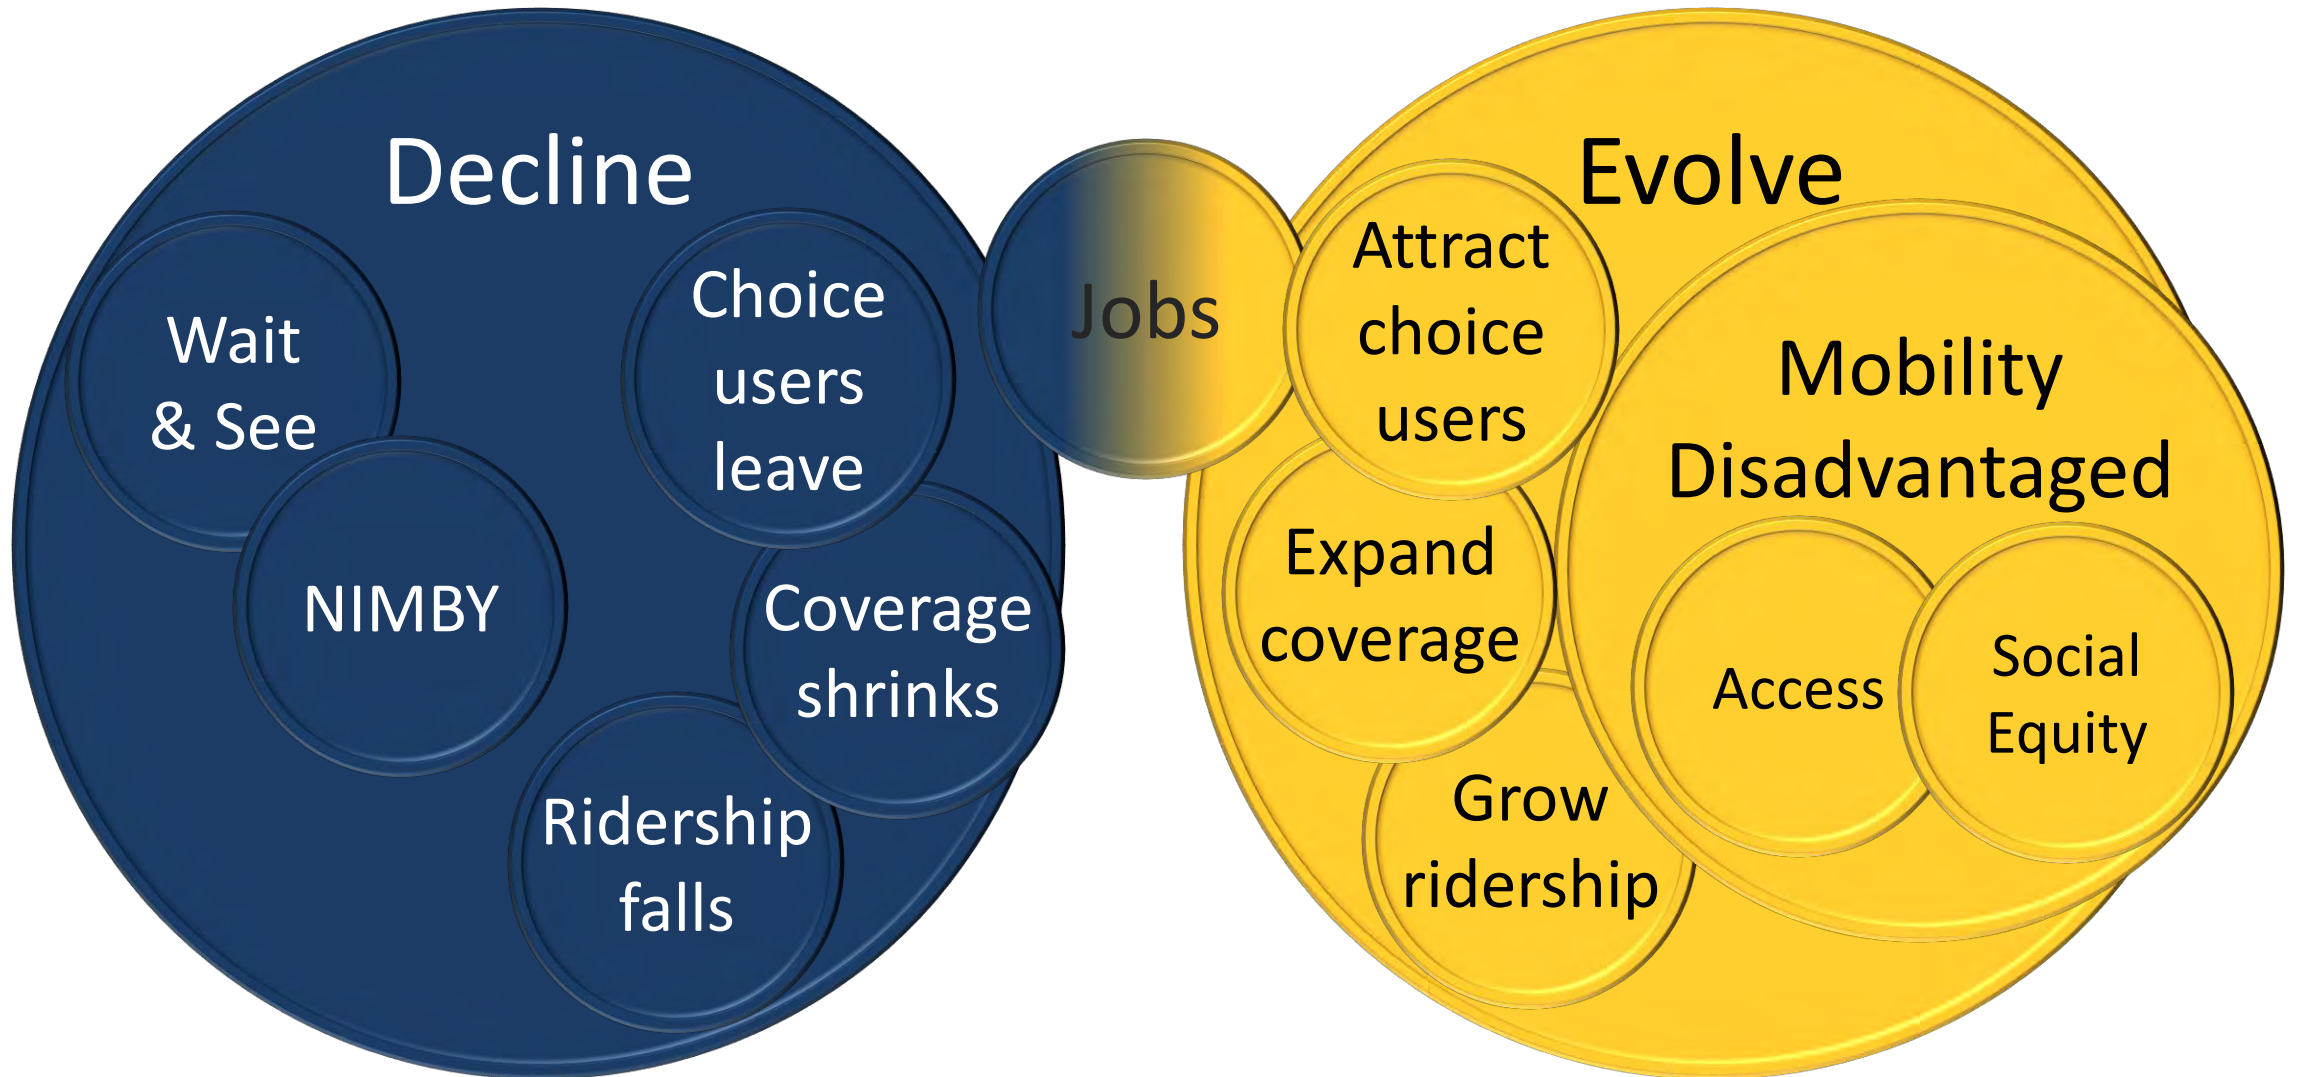 Decline
Wait
& See
NIMBY
Choice
users
leave
Coverage
shrinks
Ridership
falls
Jobs
Evolve
Attract
choice
users
Expand
coverage
Grow
ridership
Mobility
Disadvantaged
Access
Social
Equity